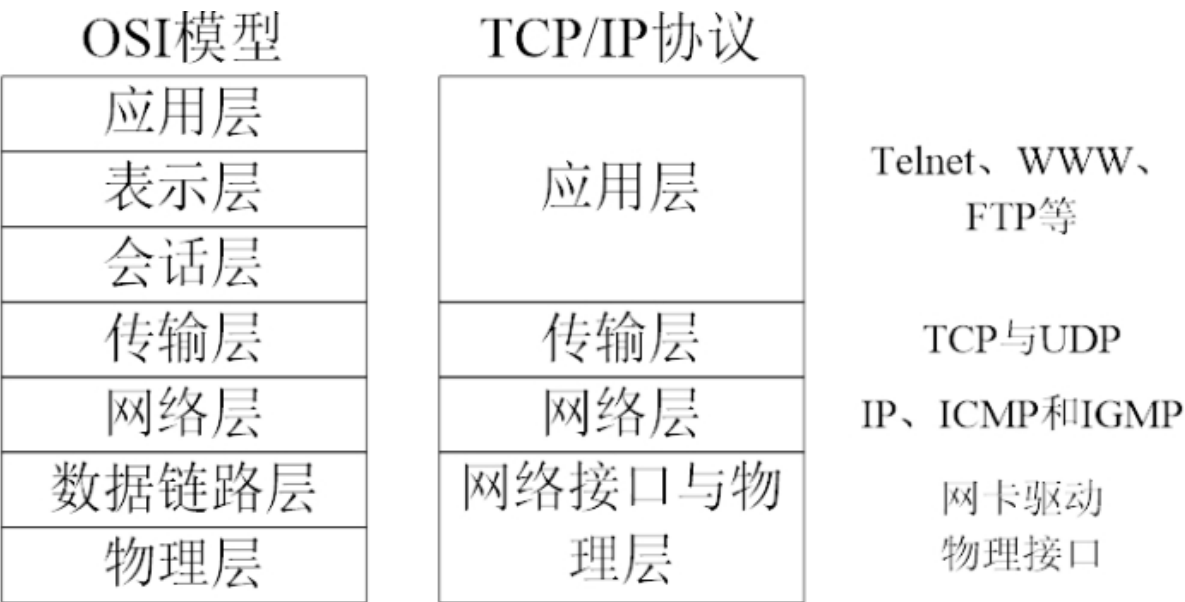 OSI模型
TCP/IP协议
应用层
表示层
会话层
传输层
网络层
数据链路层
物理层
应用层
传输层
网络层
网络接口与物
理层
Telnet、WWW、
FTP等
TCP与UDP
IP、ICMP和IGMP
网卡驱动
物理接口